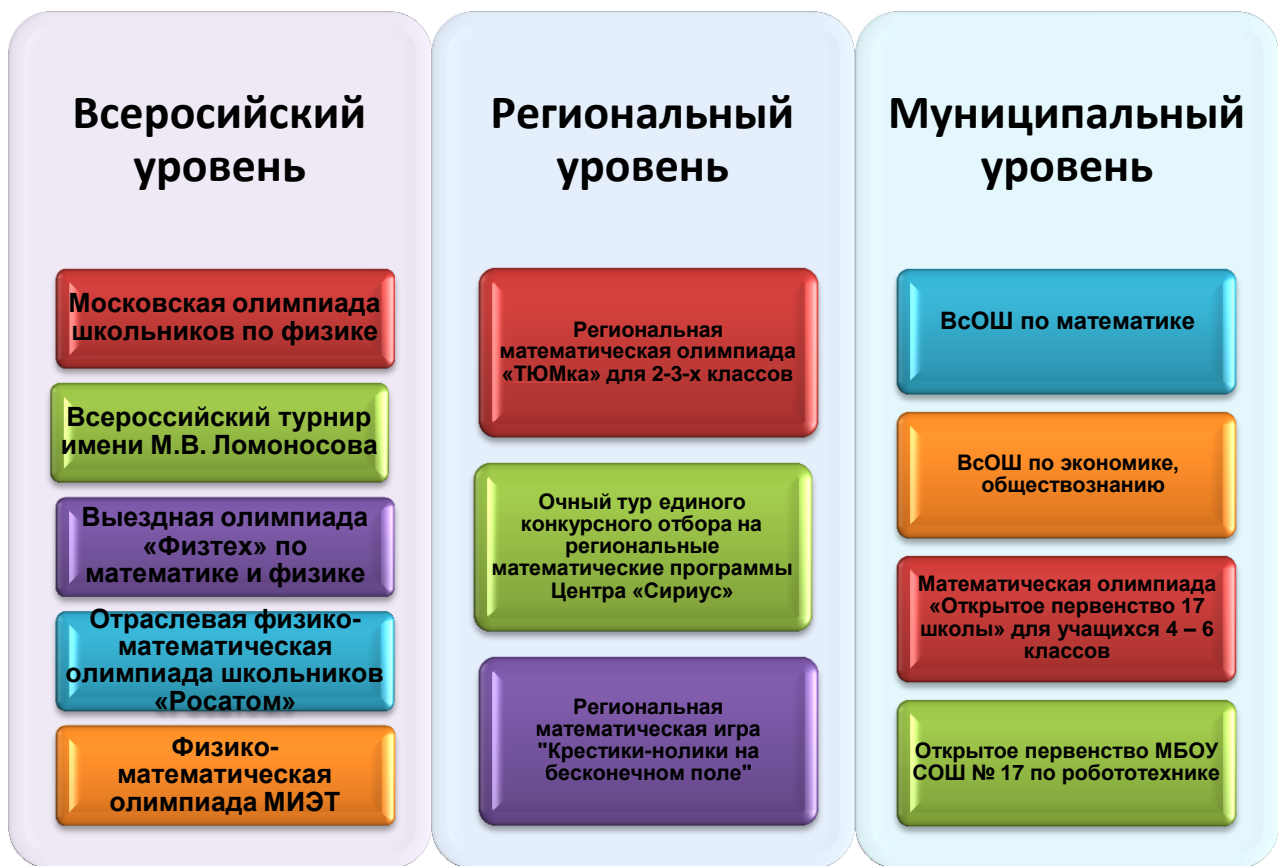 Всеросийский
уровень
Московская олимпиада
школьников по физике
Всероссийский турнир
имени М.В. Ломоносова
Выездная олимпиада
«Физтех» по
математике и физике
Отраслевая физико-
математическая
олимпиада школьников
«Росатом»
Физико-
математическая
олимпиада МИЭТ
Региональный
уровень
Региональная
математическая олимпиада
«ТЮМка» для 2-3-х классов
Очный тур единого
конкурсного отбора на
региональные
математические программы
Центра «Сириус»
Региональная
математическая игра
"Крестики-нолики на
бесконечном поле"
Муниципальный
уровень
ВсОШ по математике
ВсОШ по экономике,
обществознанию
Математическая олимпиада
«Открытое первенство 17
школы» для учащихся 4 – 6
классов
Открытое первенство МБОУ
СОШ № 17 по робототехнике